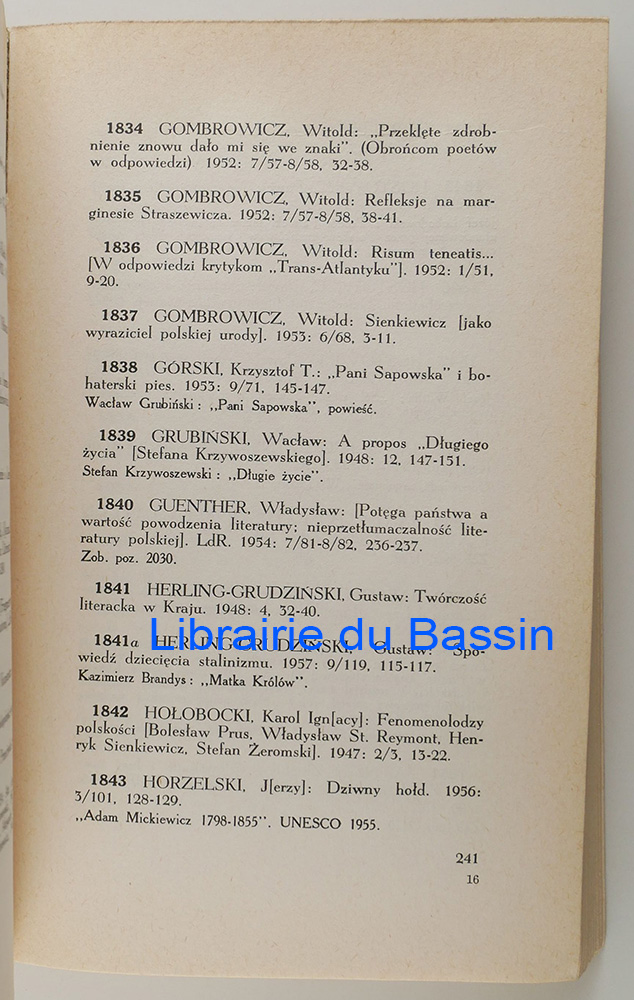 1834 GOMBROWICZ, Witold: „Przeklęte zdrob-
nienie znowu dało mi się we znaki”. (Obrońcom poetów
w odpowiedzi) 1952: 7/57-8/58, 32-38.
1835 GOMBROWICZ, Witold: Refleksje na mar-
ginesie Straszewicza. 1952: 7/57-8/58, 38-41.
1836 GOMBROWICZ, Witold: Risum teneatis...
[W odpowiedzi krytykom „Trans-Atlantyku”]. 1952: 1/51,
9-20.
1837 GOMBROWICZ, Witold: Sienkiewicz [jako
wyraziciel polskiej urody]. 1953: 6/68, 3-11.
1838 GÓRSKI, Krzysztof T.: „Pani Sapowska” i bo-
haterski pies. 1953: 9/71, 145-147.
Wacław Grubiński: „Pani Sapowska”, powieść.
1839 GRUBIŃSKI, Wacław: A propos „Długiego
życia” [Stefana Krzywoszewskiego]. 1948: 12, 147-151.
Stefan Krzywoszewski: „Długie życie”.
1840 GUENTHER, Władysław: [Potęga państwa a
wartość powodzenia literatury; nieprzetłumaczalność lite-
ratury polskiej]. LdR. 1954: 7/81-8/82, 236-237.
Zob. poz. 2030.
1841 HERLING-GRUDZIŃSKI, Gustaw: Twórczość
literacka w Kraju. 1948: 4, 32-40.
1841a HERLING-GRUDZIŃSKI, Gustaw: Spo-
Librairie du Bassin
wiedź dziecięcia stalinizmu. 1957: 9/119, 115-117.
Kazimierz Brandys: „Matka Królów”.
1842 HOŁOBOCKI, Karol Ign[acy]: Fenomenolodzy
polskości [Bolesław Prus, Władysław St. Reymont, Hen-
ryk Sienkiewicz, Stefan Żeromski]. 1947: 2/3, 13-22.
1843 HORZELSKI, J[erzy]: Dziwny hołd. 1956:
3/101, 128-129.
„Adam Mickiewicz 1798-1855”. UNESCO 1955.
241
16